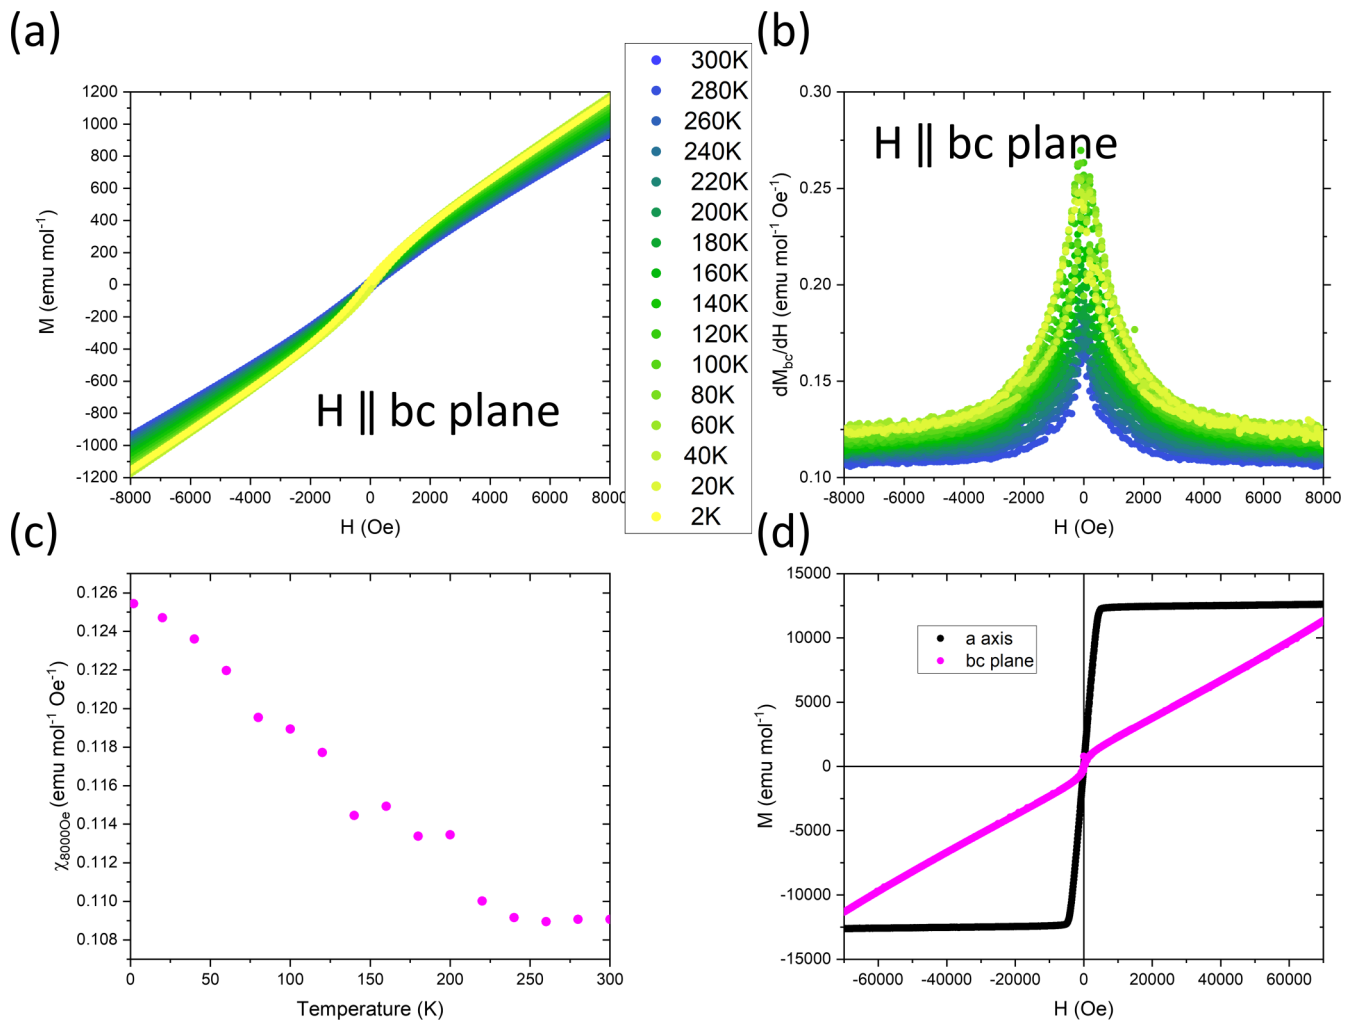 (a)
1200
1000
800
600
400
200
0
-200
-400
-600
-800
-1000
-1200
M (emu mol⁻¹)
H ∥ bc plane
-8000 -6000 -4000 -2000 0 2000 4000 6000 8000
H (Oe)
300K
280K
260K
240K
220K
200K
180K
160K
140K
120K
100K
80K
60K
40K
20K
2K
(b)
0.30
0.25
0.20
0.15
0.10
dM_bc/dH (emu mol⁻¹ Oe⁻¹)
H ∥ bc plane
-8000 -6000 -4000 -2000 0 2000 4000 6000 8000
H (Oe)
(c)
0.126
0.124
0.122
0.120
0.118
0.116
0.114
0.112
0.110
0.108
χ_8000Oe (emu mol⁻¹ Oe⁻¹)
0 50 100 150 200 250 300
Temperature (K)
(d)
15000
10000
5000
0
-5000
-10000
-15000
M (emu mol⁻¹)
a axis
bc plane
-60000 -40000 -20000 0 20000 40000 60000
H (Oe)